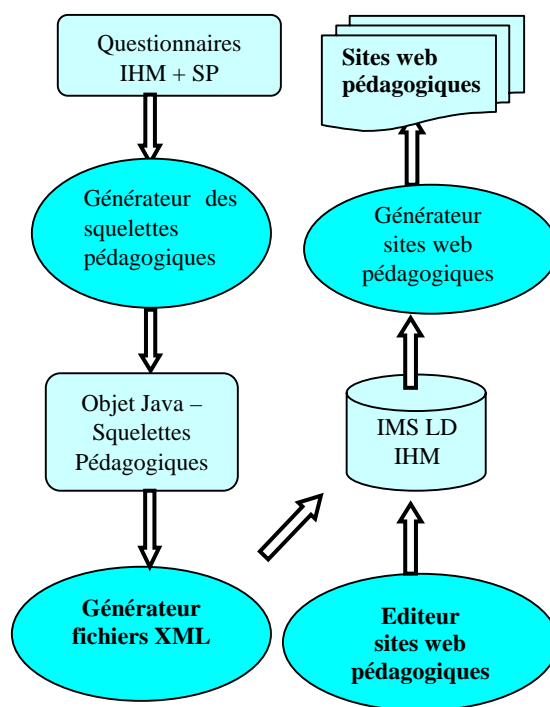 Questionnaires
IHM + SP
Générateur des
squelettes
pédagogiques
Objet Java –
Squelettes
Pédagogiques
Générateur
fichiers XML
Sites web
pédagogiques
Générateur
sites web
pédagogiques
IMS LD
IHM
Editeur
sites web
pédagogiques